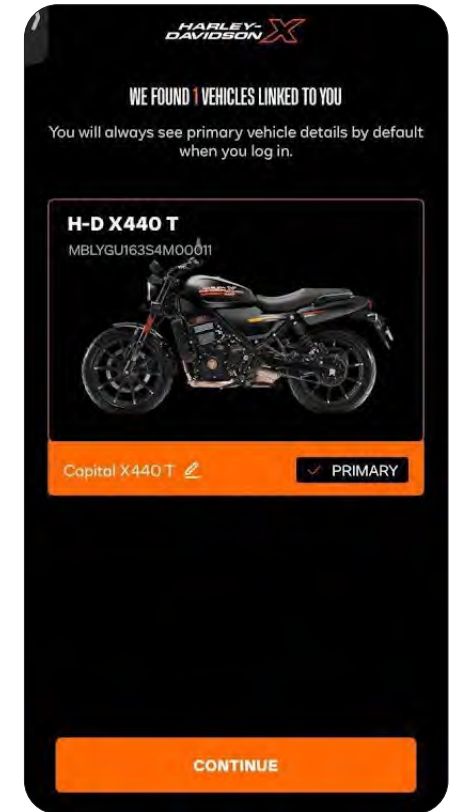 HARLEY-
DAVIDSON X
WE FOUND 1 VEHICLES LINKED TO YOU
You will always see primary vehicle details by default
when you log in.
H-D X440 T
MBLYGU163S4M00011
Capital X440 T
PRIMARY
CONTINUE